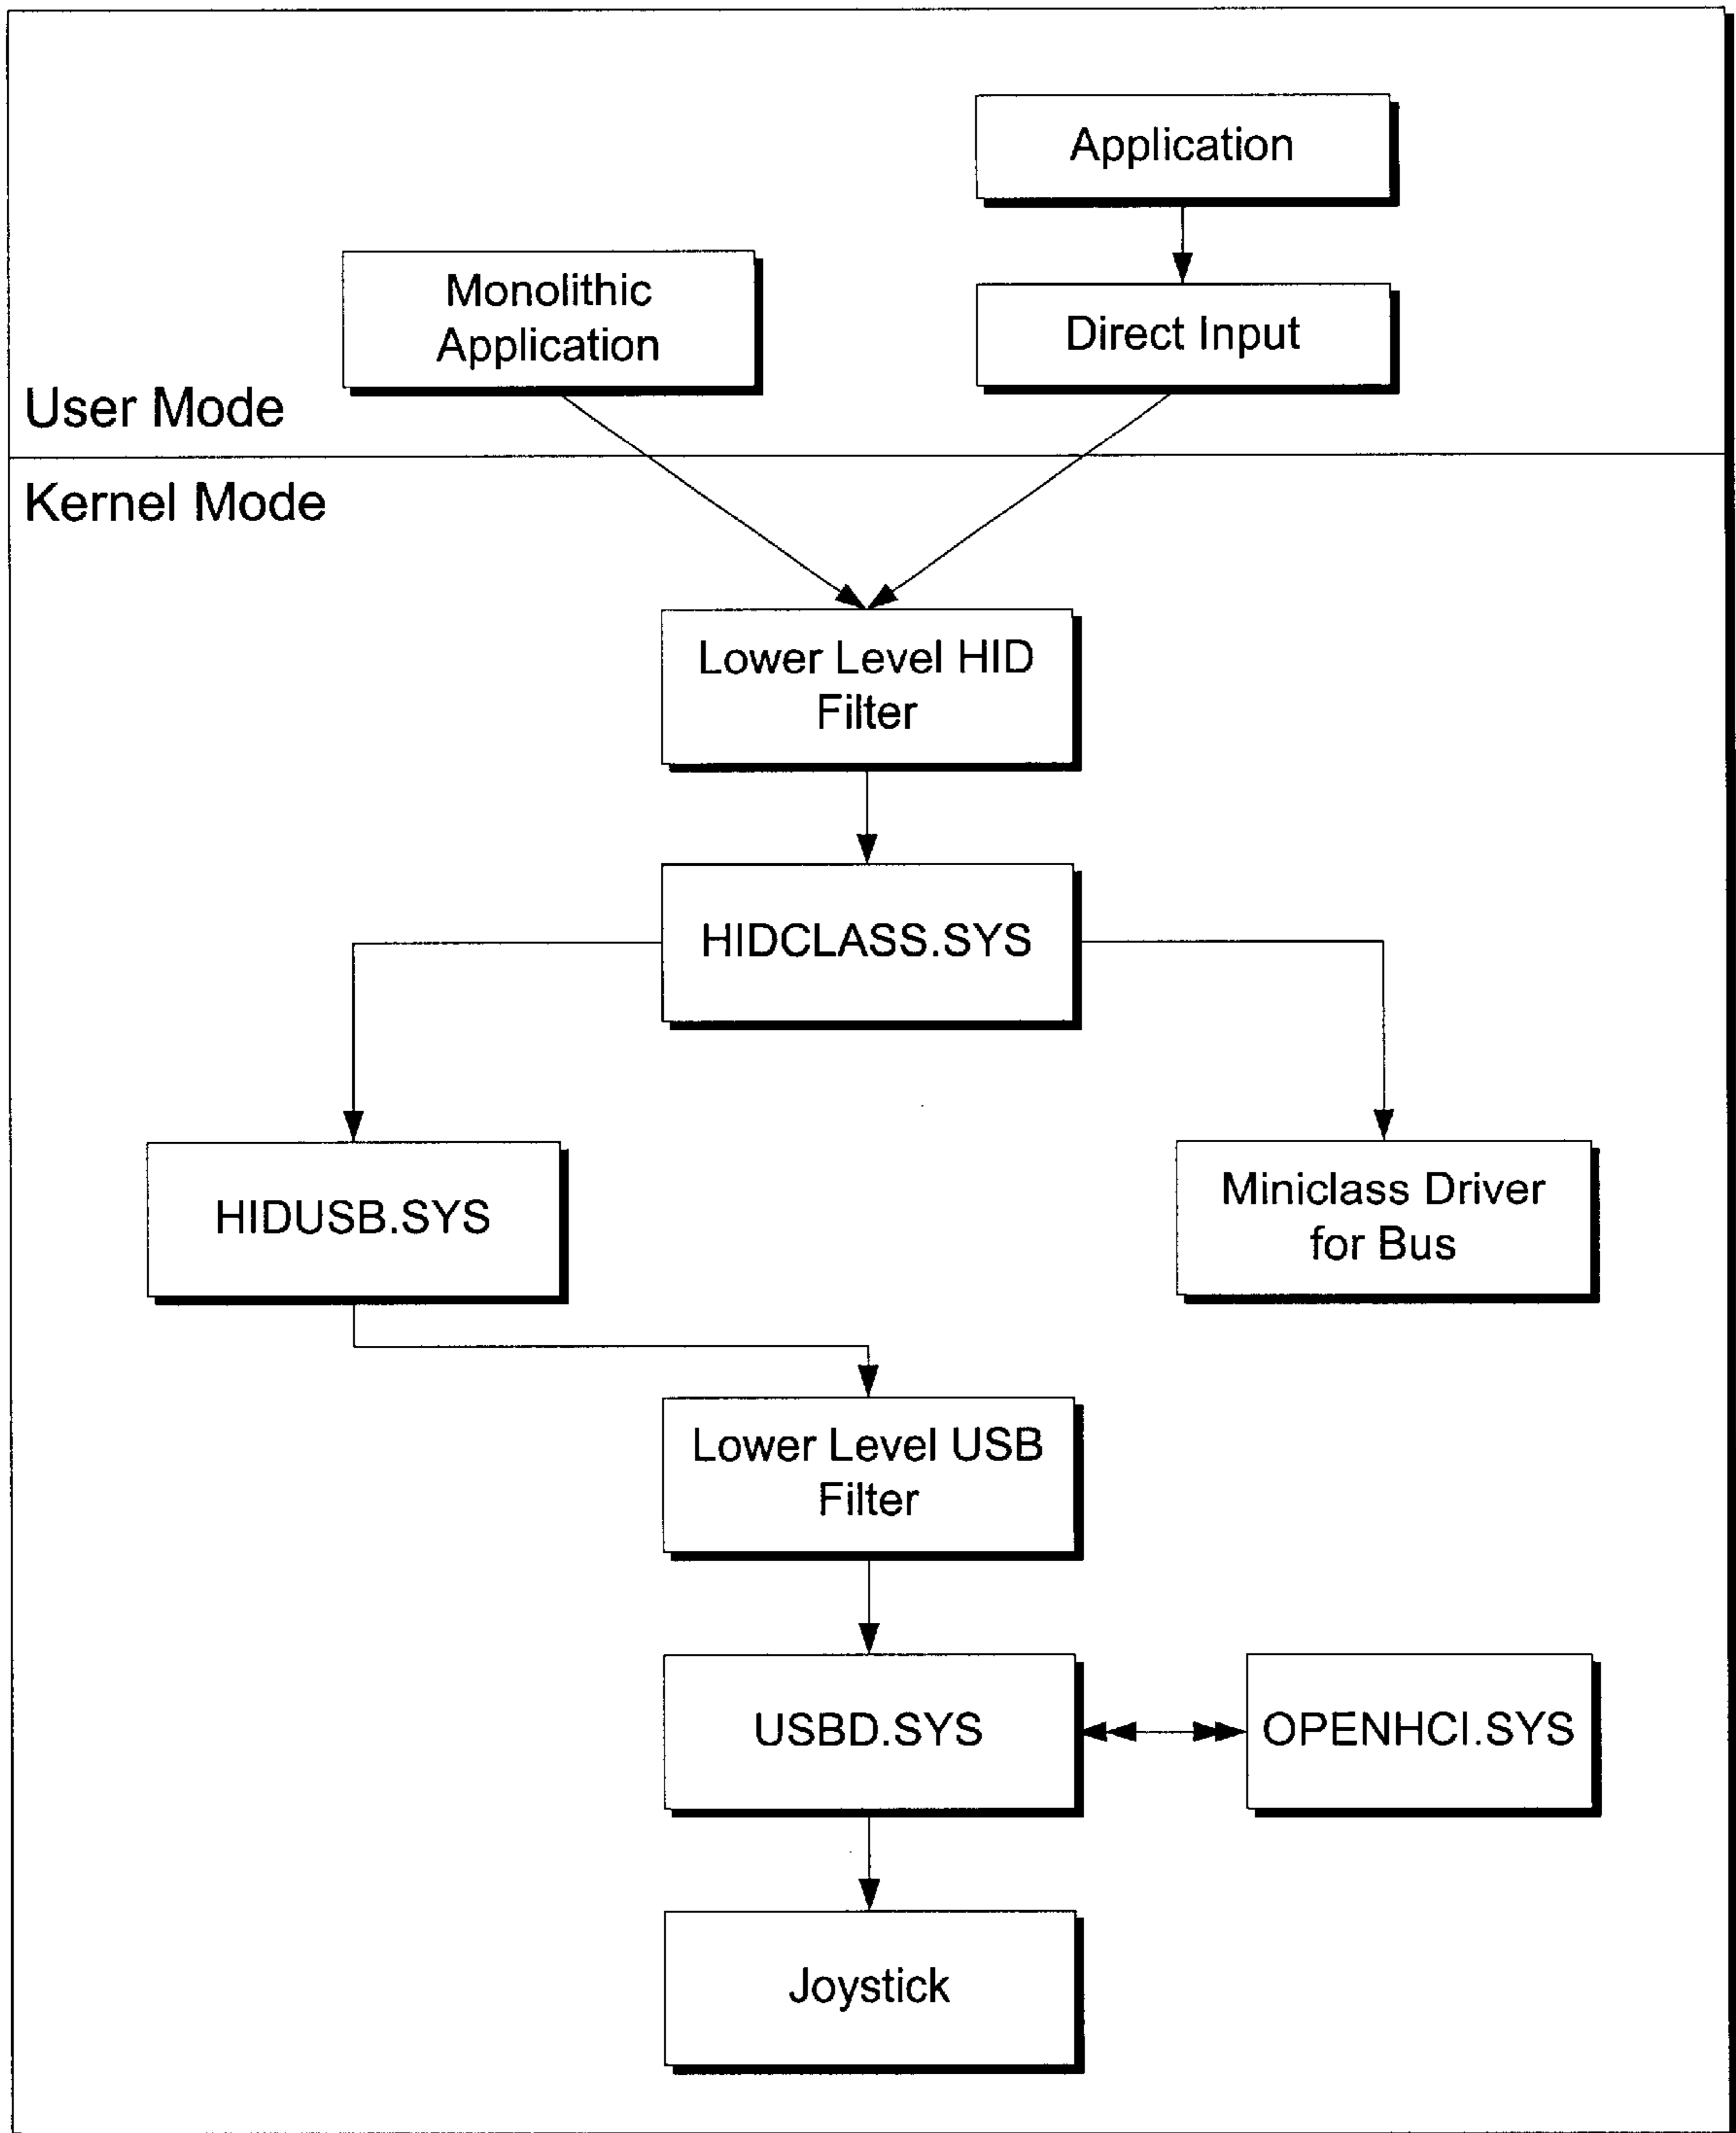 Application
Monolithic
Application
Direct Input
User Mode
Kernel Mode
Lower Level HID
Filter
HIDCLASS.SYS
HIDUSB.SYS
Miniclass Driver
for Bus
Lower Level USB
Filter
USBD.SYS
OPENHCI.SYS
Joystick